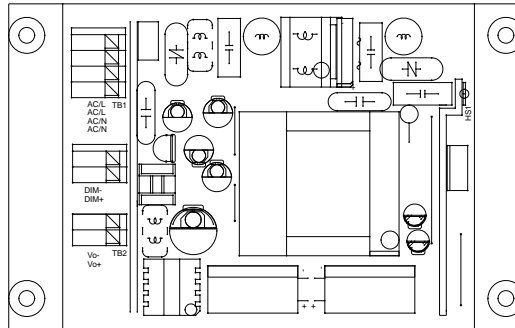 AC/L TB1
AC/L
AC/N
AC/N
HS1
DIM-
DIM+
Vo- TB2
Vo+
- -
+ +